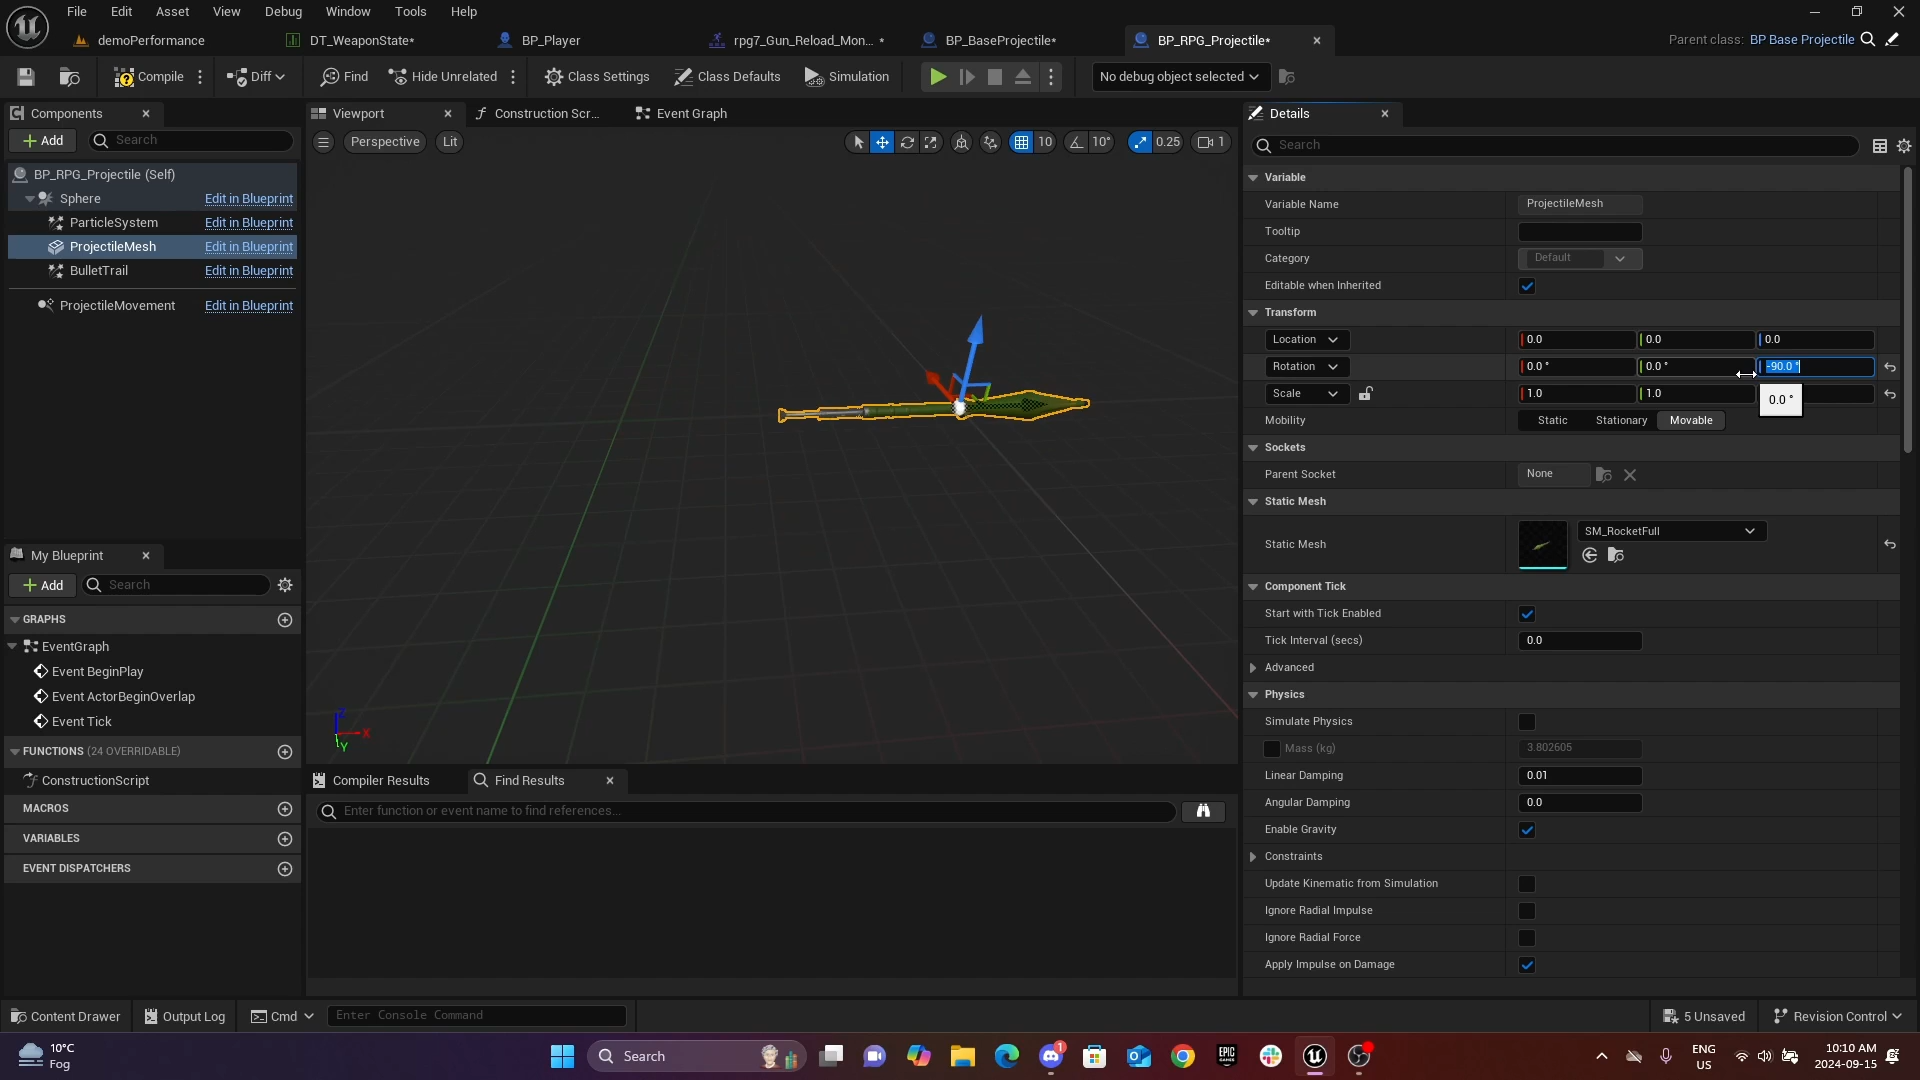 File Edit Asset View Debug Window Tools Help
demoPerformance DT_WeaponState* BP_Player rpg7_Gun_Reload_Mon... * BP_BaseProjectile* BP_RPG_Projectile* Parent class: BP Base Projectile
Compile Diff Find Hide Unrelated Class Settings Class Defaults Simulation No debug object selected
Components Viewport Construction Scr... Event Graph Details
Add Search Perspective Lit 10 10° 0.25 1 Search
BP_RPG_Projectile (Self)
Sphere Edit in Blueprint
ParticleSystem Edit in Blueprint
ProjectileMesh Edit in Blueprint
BulletTrail Edit in Blueprint
ProjectileMovement Edit in Blueprint
Variable
Variable Name ProjectileMesh
Tooltip
Category Default
Editable when Inherited
Transform
Location 0.0 0.0 0.0
Rotation 0.0 ° 0.0 ° -90.0 °
Scale 1.0 1.0
0.0 °
Mobility Static Stationary Movable
Sockets
Parent Socket None
Static Mesh
Static Mesh SM_RocketFull
Component Tick
Start with Tick Enabled
Tick Interval (secs) 0.0
Advanced
Physics
Simulate Physics
Mass (kg) 3.802605
Linear Damping 0.01
Angular Damping 0.0
Enable Gravity
Constraints
Update Kinematic from Simulation
Ignore Radial Impulse
Ignore Radial Force
Apply Impulse on Damage
Z
X
Y
My Blueprint
Add Search
GRAPHS
EventGraph
Event BeginPlay
Event ActorBeginOverlap
Event Tick
FUNCTIONS (24 OVERRIDABLE)
ConstructionScript
MACROS
VARIABLES
EVENT DISPATCHERS
Compiler Results Find Results
Enter function or event name to find references...
Content Drawer Output Log Cmd Enter Console Command 5 Unsaved Revision Control
10°C
Fog
Search
1
EPIC GAMES
ENG
US
10:10 AM
2024-09-15